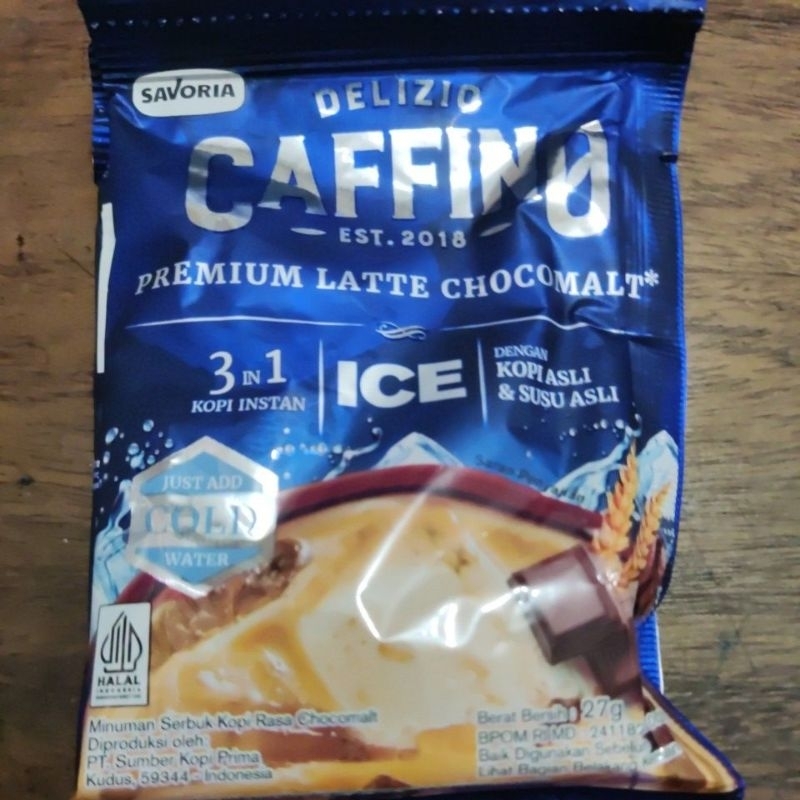 SAVORIA
DELIZIO
CAFFINO
EST. 2018
PREMIUM LATTE CHOCOMALT*
3 IN 1
KOPI INSTAN
ICE
DENGAN
KOPI ASLI
& SUSU ASLI
JUST ADD
COLD
WATER
HALAL
INDONESIA
Minuman Serbuk Kopi Rasa Chocomalt
Diproduksi oleh:
PT. Sumber Kopi Prima
Kudus, 59344 - Indonesia
Berat Bersih: 27g
BPOM RI MD
Baik Digunakan Sebelum
Lihat Bagian Belakang